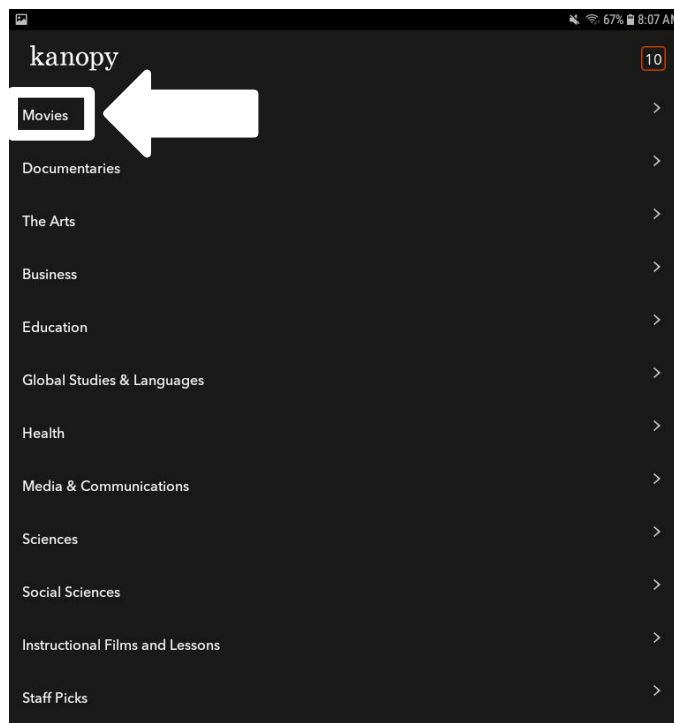 67% 8:07 AM
kanopy
10
Movies
Documentaries
The Arts
Business
Education
Global Studies & Languages
Health
Media & Communications
Sciences
Social Sciences
Instructional Films and Lessons
Staff Picks